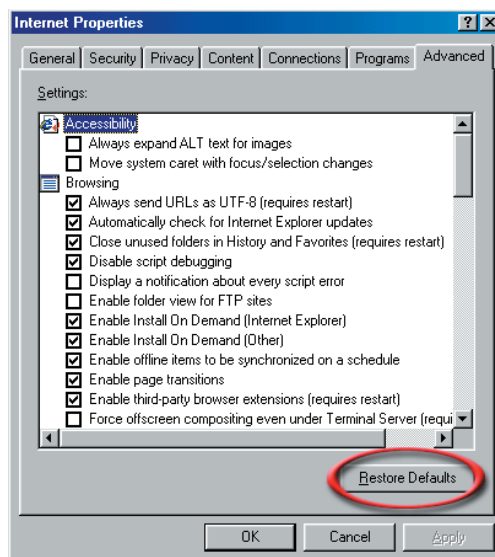 Internet Properties
General Security Privacy Content Connections Programs Advanced
Settings:
Accessibility
Always expand ALT text for images
Move system caret with focus/selection changes
Browsing
Always send URLs as UTF-8 (requires restart)
Automatically check for Internet Explorer updates
Close unused folders in History and Favorites (requires restart)
Disable script debugging
Display a notification about every script error
Enable folder view for FTP sites
Enable Install On Demand (Internet Explorer)
Enable Install On Demand (Other)
Enable offline items to be synchronized on a schedule
Enable page transitions
Enable third-party browser extensions (requires restart)
Force offscreen compositing even under Terminal Server (requi
Restore Defaults
OK Cancel Apply